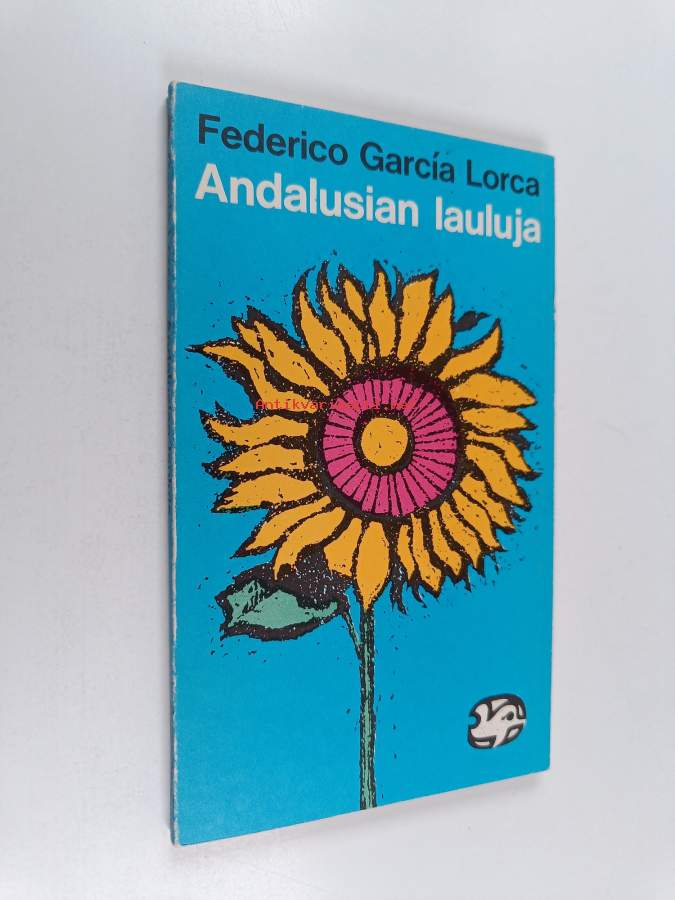 Federico García Lorca
Andalusian lauluja